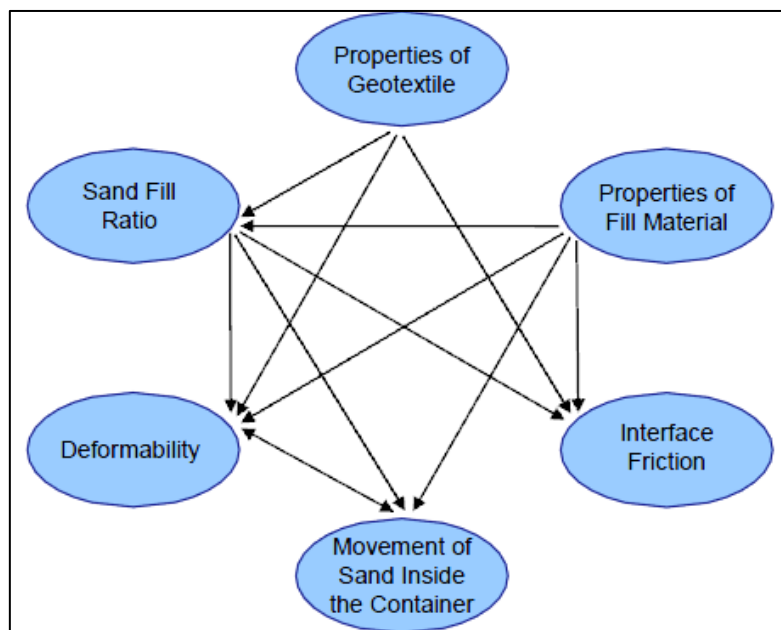 Properties of
Geotextile
Sand Fill
Ratio
Properties of
Fill Material
Deformability
Interface
Friction
Movement of
Sand Inside
the Container